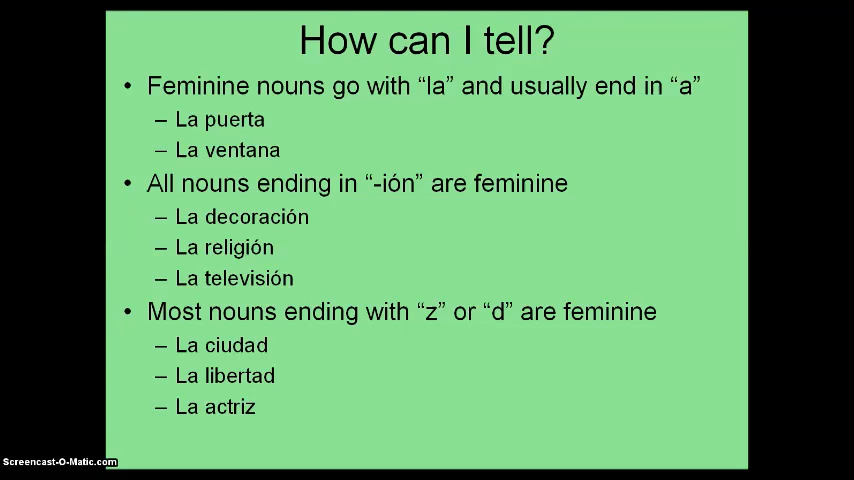 How can I tell?
• Feminine nouns go with “la” and usually end in “a”
– La puerta
– La ventana
• All nouns ending in “-ión” are feminine
– La decoración
– La religión
– La televisión
• Most nouns ending with “z” or “d” are feminine
– La ciudad
– La libertad
– La actriz
Screencast-O-Matic.com